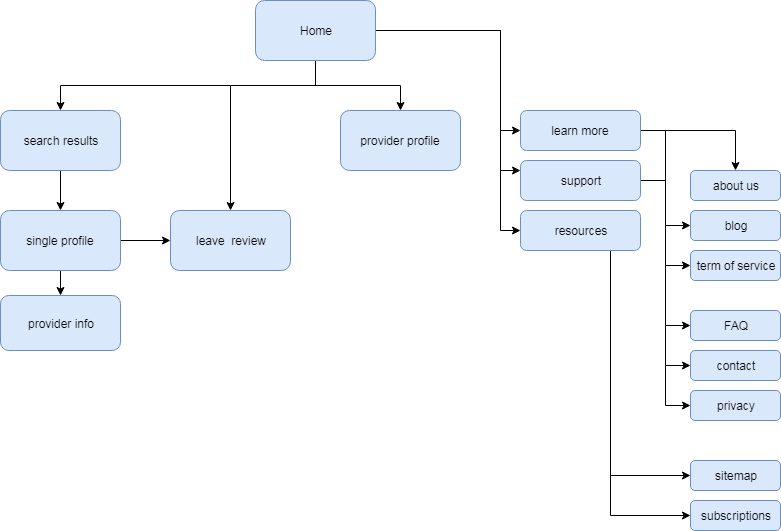 Home
search results
provider profile
learn more
support
about us
single profile
leave  review
resources
blog
term of service
provider info
FAQ
contact
privacy
sitemap
subscriptions